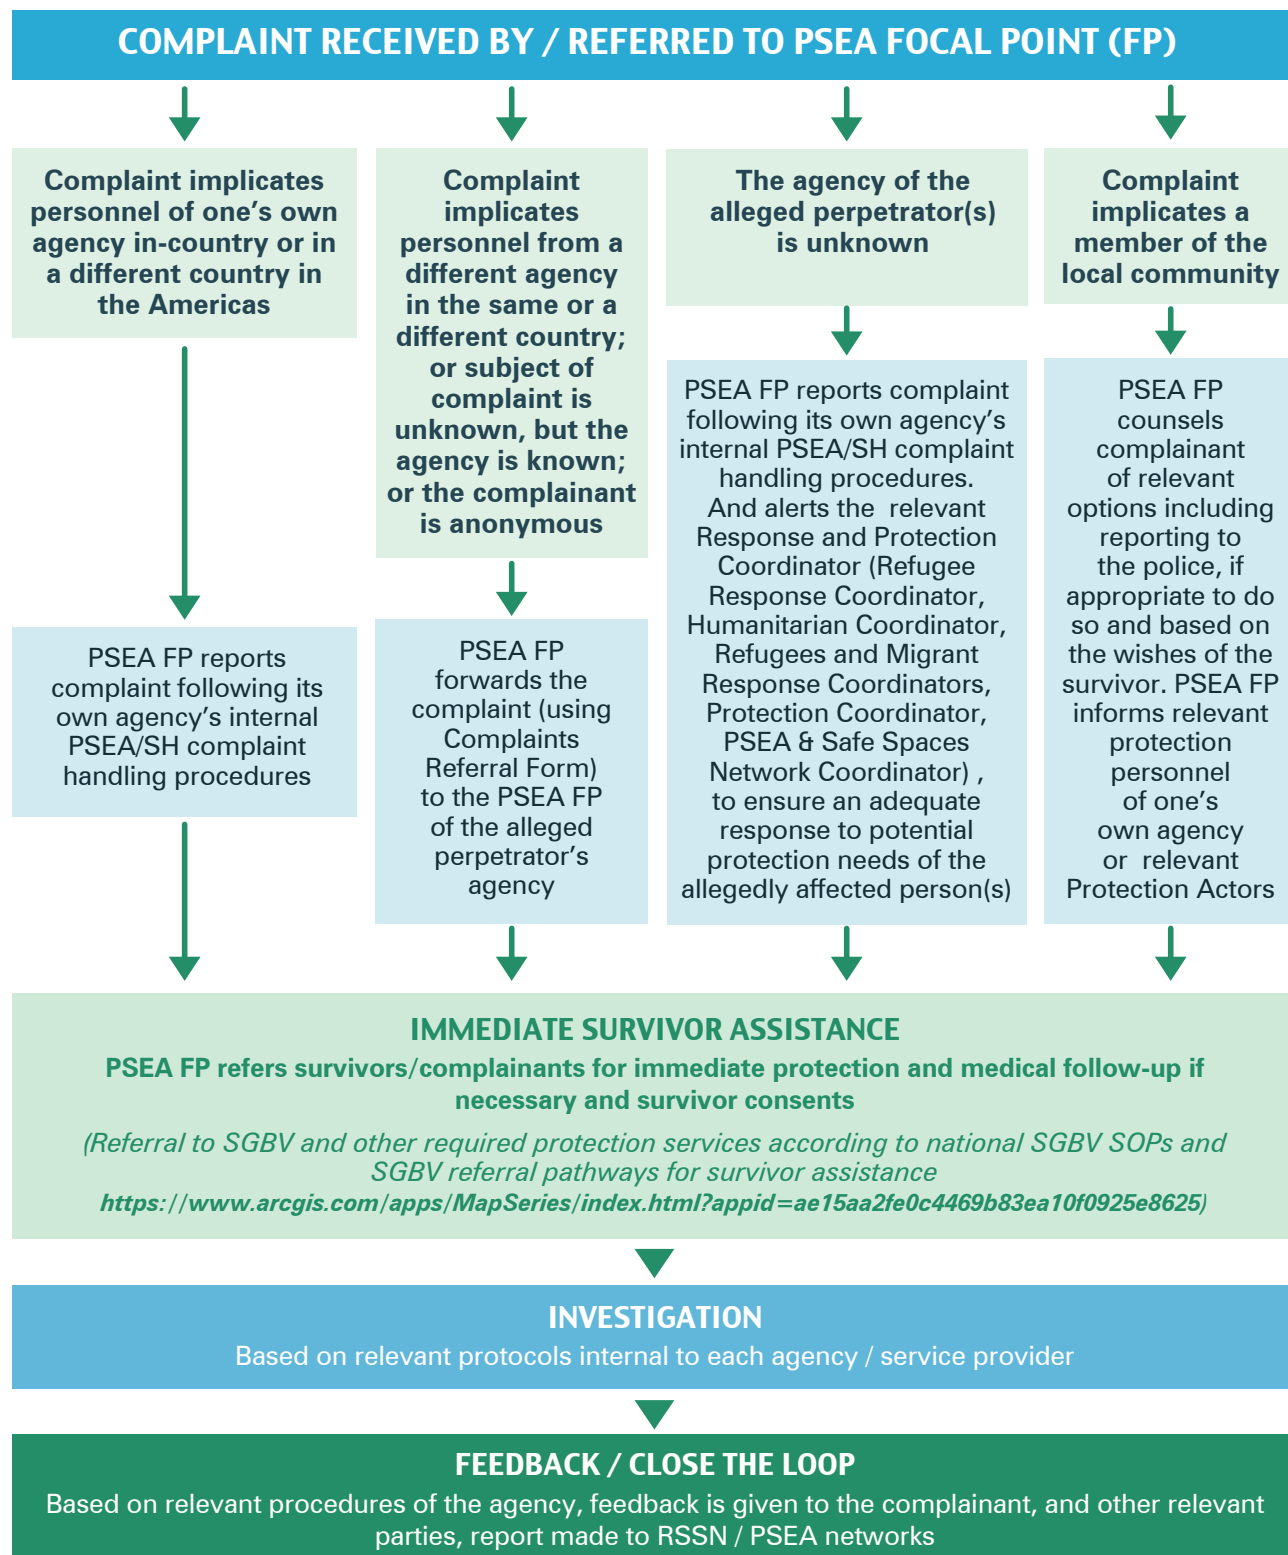 COMPLAINT RECEIVED BY / REFERRED TO PSEA FOCAL POINT (FP)
Complaint implicates
personnel of one's own
agency in-country or in
a different country in
the Americas
PSEA FP reports
complaint following its
own agency's internal
PSEA/SH complaint
handling procedures
Complaint
implicates
personnel from a
different agency
in the same or a
different country;
or subject of
complaint is
unknown, but the
agency is known;
or the complainant
is anonymous
PSEA FP
forwards the
complaint (using
Complaints
Referral Form)
to the PSEA FP
of the alleged
perpetrator's
agency
The agency of the
alleged perpetrator(s)
is unknown
PSEA FP reports complaint
following its own agency's
internal PSEA/SH complaint
handling procedures.
And alerts the relevant
Response and Protection
Coordinator (Refugee
Response Coordinator,
Humanitarian Coordinator,
Refugees and Migrant
Response Coordinators,
Protection Coordinator,
PSEA & Safe Spaces
Network Coordinator) ,
to ensure an adequate
response to potential
protection needs of the
allegedly affected person(s)
Complaint
implicates a
member of the
local community
PSEA FP
counsels
complainant
of relevant
options including
reporting to
the police, if
appropriate to do
so and based on
the wishes of the
survivor. PSEA FP
informs relevant
protection
personnel
of one's
own agency
or relevant
Protection Actors
IMMEDIATE SURVIVOR ASSISTANCE
PSEA FP refers survivors/complainants for immediate protection and medical follow-up if
necessary and survivor consents
(Referral to SGBV and other required protection services according to national SGBV SOPs and
SGBV referral pathways for survivor assistance
https://www.arcgis.com/apps/MapSeries/index.html?appid=ae15aa2fe0c4469b83ea10f0925e8625)
INVESTIGATION
Based on relevant protocols internal to each agency / service provider
FEEDBACK / CLOSE THE LOOP
Based on relevant procedures of the agency, feedback is given to the complainant, and other relevant
parties, report made to RSSN / PSEA networks